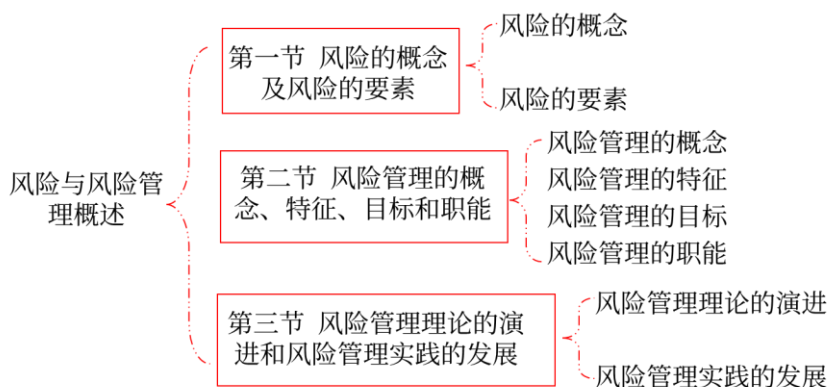 风险与风险管
理概述
第一节 风险的概念
及风险的要素
风险的概念
风险的要素
第二节 风险管理的概
念、特征、目标和职能
风险管理的概念
风险管理的特征
风险管理的目标
风险管理的职能
第三节 风险管理理论的演
进和风险管理实践的发展
风险管理理论的演进
风险管理实践的发展